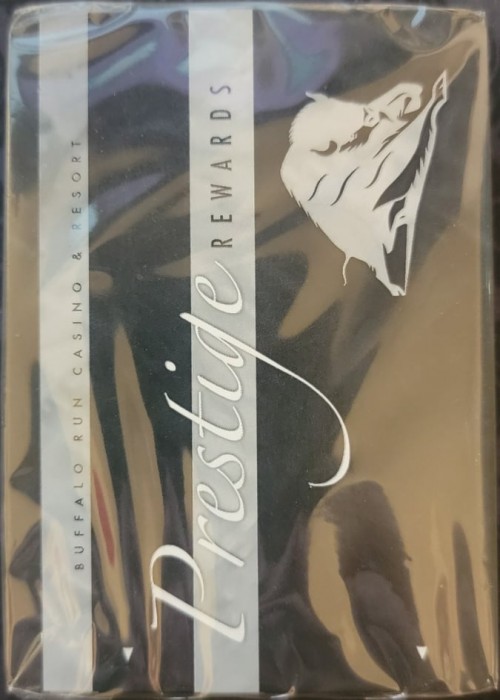 Prestige
REWARDS
BUFFALO RUN CASINO & RESORT